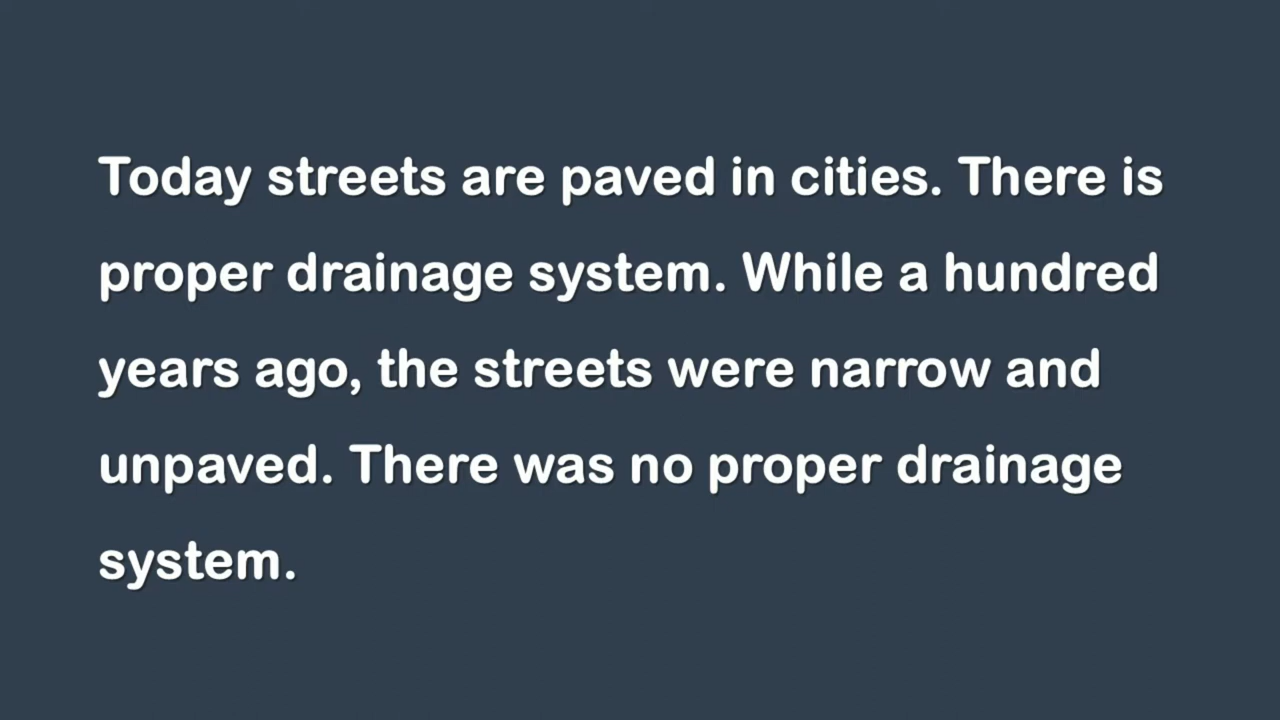 Today streets are paved in cities. There is
proper drainage system. While a hundred
years ago, the streets were narrow and
unpaved. There was no proper drainage
system.